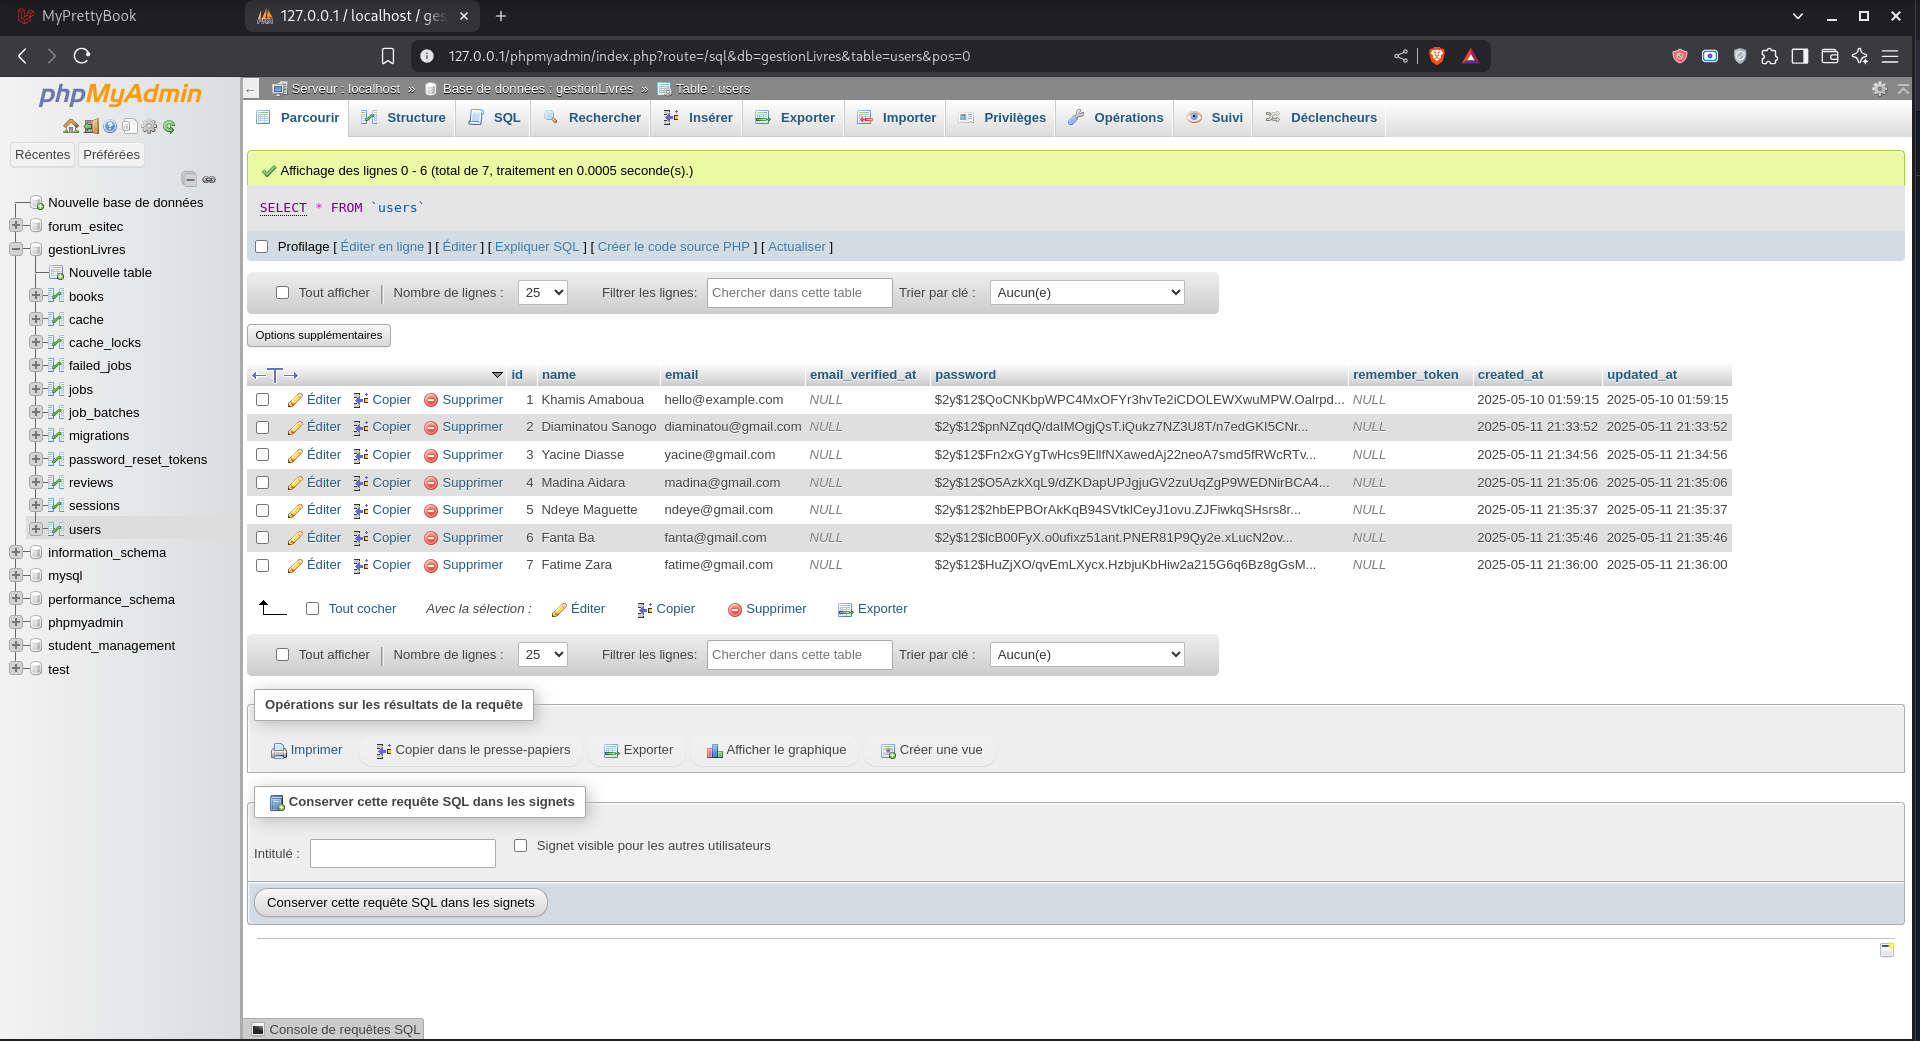 MyPrettyBook
127.0.0.1 / localhost / ges
127.0.0.1/phpmyadmin/index.php?route=/sql&db=gestionLivres&table=users&pos=0
phpMyAdmin
Récentes Préférées
Nouvelle base de données
forum_esitec
gestionLivres
Nouvelle table
books
cache
cache_locks
failed_jobs
jobs
job_batches
migrations
password_reset_tokens
reviews
sessions
users
information_schema
mysql
performance_schema
phpmyadmin
student_management
test
Serveur : localhost » Base de données : gestionLivres » Table : users
Parcourir Structure SQL Rechercher Insérer Exporter Importer Privilèges Opérations Suivi Déclencheurs
Affichage des lignes 0 - 6 (total de 7, traitement en 0.0005 seconde(s).)
SELECT * FROM `users`
Profilage [ Éditer en ligne ] [ Éditer ] [ Expliquer SQL ] [ Créer le code source PHP ] [ Actualiser ]
Tout afficher Nombre de lignes : 25 Filtrer les lignes: Chercher dans cette table Trier par clé : Aucun(e)
Options supplémentaires
id name email email_verified_at password remember_token created_at updated_at
Éditer Copier Supprimer 1 Khamis Amaboua hello@example.com NULL $2y$12$QoCNKbpWPC4MxOFYr3hvTe2iCDOLEWXwuMPW.Oalrpd... NULL 2025-05-10 01:59:15 2025-05-10 01:59:15
Éditer Copier Supprimer 2 Diaminatou Sanogo diaminatou@gmail.com NULL $2y$12$pnNZqdQ/daIMOgjQsT.iQukz7NZ3U8T/n7edGKI5CNr... NULL 2025-05-11 21:33:52 2025-05-11 21:33:52
Éditer Copier Supprimer 3 Yacine Diasse yacine@gmail.com NULL $2y$12$Fn2xGYgTwHcs9EllfNXawedAj22neoA7smd5fRWcRTv... NULL 2025-05-11 21:34:56 2025-05-11 21:34:56
Éditer Copier Supprimer 4 Madina Aidara madina@gmail.com NULL $2y$12$O5AzkXqL9/dZKDapUPJgjuGV2zuUqZgP9WEDNirBCA4... NULL 2025-05-11 21:35:06 2025-05-11 21:35:06
Éditer Copier Supprimer 5 Ndeye Maguette ndeye@gmail.com NULL $2y$12$2hbEPBOrAkKqB94SVtklCeyJ1ovu.ZJFiwkqSHsrs8r... NULL 2025-05-11 21:35:37 2025-05-11 21:35:37
Éditer Copier Supprimer 6 Fanta Ba fanta@gmail.com NULL $2y$12$lcB00FyX.o0ufixz51ant.PNER81P9Qy2e.xLucN2ov... NULL 2025-05-11 21:35:46 2025-05-11 21:35:46
Éditer Copier Supprimer 7 Fatime Zara fatime@gmail.com NULL $2y$12$HuZjXO/qvEmLXycx.HzbjuKbHiw2a215G6q6Bz8gGsM... NULL 2025-05-11 21:36:00 2025-05-11 21:36:00
Tout cocher Avec la sélection : Éditer Copier Supprimer Exporter
Tout afficher Nombre de lignes : 25 Filtrer les lignes: Chercher dans cette table Trier par clé : Aucun(e)
Opérations sur les résultats de la requête
Imprimer Copier dans le presse-papiers Exporter Afficher le graphique Créer une vue
Conserver cette requête SQL dans les signets
Intitulé : Signet visible pour les autres utilisateurs
Conserver cette requête SQL dans les signets
Console de requêtes SQL